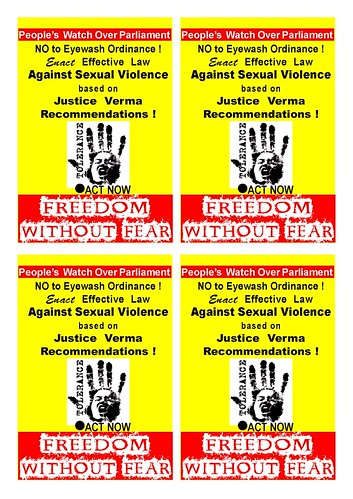 People's Watch Over Parliament
NO to Eyewash Ordinance !
Enact Effective Law
Against Sexual Violence
based on
Justice Verma
Recommendations !
TOLERANCE
ACT NOW
FREEDOM
WITHOUT FEAR
People's Watch Over Parliament
NO to Eyewash Ordinance !
Enact Effective Law
Against Sexual Violence
based on
Justice Verma
Recommendations !
TOLERANCE
ACT NOW
FREEDOM
WITHOUT FEAR
People's Watch Over Parliament
NO to Eyewash Ordinance !
Enact Effective Law
Against Sexual Violence
based on
Justice Verma
Recommendations !
TOLERANCE
ACT NOW
FREEDOM
WITHOUT FEAR
People's Watch Over Parliament
NO to Eyewash Ordinance !
Enact Effective Law
Against Sexual Violence
based on
Justice Verma
Recommendations !
TOLERANCE
ACT NOW
FREEDOM
WITHOUT FEAR